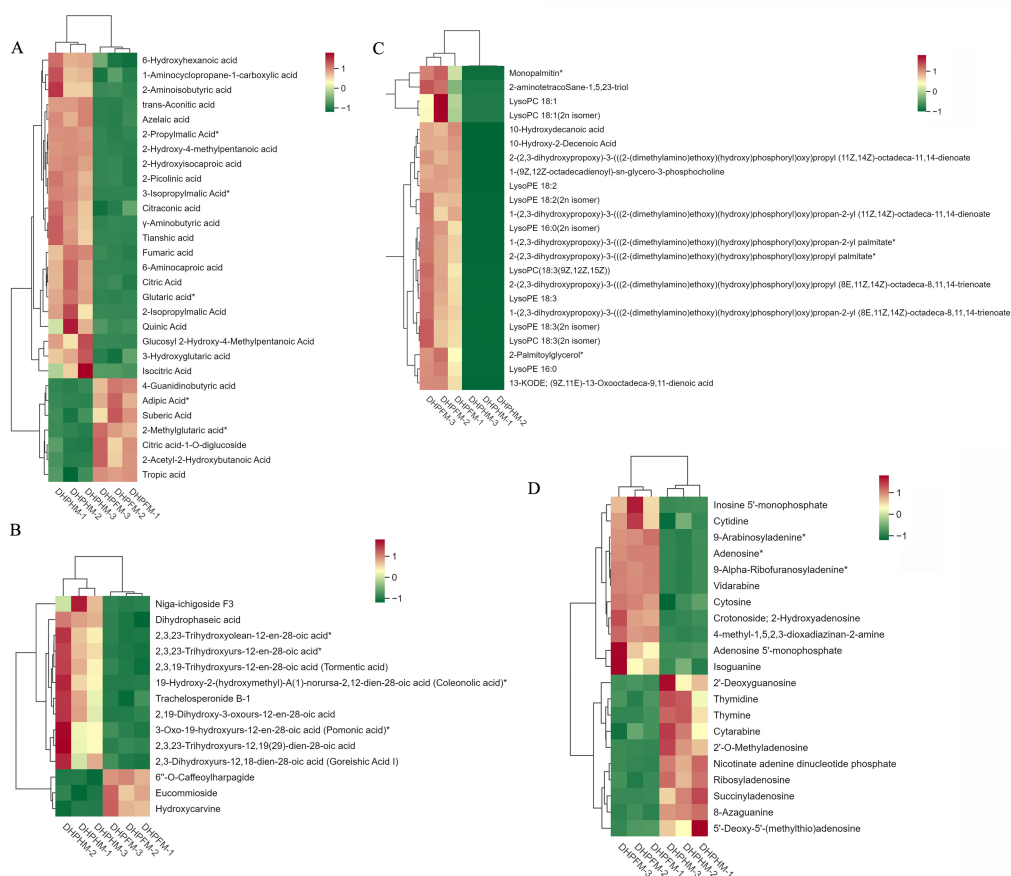 A
6-Hydroxyhexanoic acid
1-Aminocyclopropane-1-carboxylic acid
2-Aminoisobutyric acid
trans-Aconitic acid
Azelaic acid
2-Propylmalic Acid*
2-Hydroxy-4-methylpentanoic acid
2-Hydroxyisocaproic acid
2-Picolinic acid
3-Isopropylmalic Acid*
Citraconic acid
γ-Aminobutyric acid
Tianshic acid
Fumaric acid
6-Aminocaproic acid
Citric Acid
Glutaric acid*
2-Isopropylmalic Acid
Quinic Acid
Glucosyl 2-Hydroxy-4-Methylpentanoic Acid
3-Hydroxyglutaric acid
Isocitric Acid
4-Guanidinobutyric acid
Adipic Acid*
Suberic Acid
2-Methylglutaric acid*
Citric acid-1-O-diglucoside
2-Acetyl-2-Hydroxybutanoic Acid
Tropic acid
DHPHM-1
DHPHM-2
DHPHM-3
DHPFM-3
DHPFM-2
DHPFM-1
1
0
−1
B
Niga-ichigoside F3
Dihydrophaseic acid
2,3,23-Trihydroxyolean-12-en-28-oic acid*
2,3,23-Trihydroxyurs-12-en-28-oic acid*
2,3,19-Trihydroxyurs-12-en-28-oic acid (Tormentic acid)
19-Hydroxy-2-(hydroxymethyl)-A(1)-norursa-2,12-dien-28-oic acid (Coleonolic acid)*
Trachelosperonide B-1
2,19-Dihydroxy-3-oxours-12-en-28-oic acid
3-Oxo-19-hydroxyurs-12-en-28-oic acid (Pomonic acid)*
2,3,23-Trihydroxyurs-12,19(29)-dien-28-oic acid
2,3-Dihydroxyurs-12,18-dien-28-oic acid (Goreishic Acid I)
6"-O-Caffeoylharpagide
Eucommioside
Hydroxycarvine
DHPHM-2
DHPHM-1
DHPHM-3
DHPFM-3
DHPFM-2
DHPFM-1
1
0
−1
C
Monopalmitin*
2-aminotetracoSane-1,5,23-triol
LysoPC 18:1
LysoPC 18:1(2n isomer)
10-Hydroxydecanoic acid
10-Hydroxy-2-Decenoic Acid
2-(2,3-dihydroxypropoxy)-3-(((2-(dimethylamino)ethoxy)(hydroxy)phosphoryl)oxy)propyl (11Z,14Z)-octadeca-11,14-dienoate
1-(9Z,12Z-octadecadienoyl)-sn-glycero-3-phosphocholine
LysoPE 18:2
LysoPE 18:2(2n isomer)
1-(2,3-dihydroxypropoxy)-3-(((2-(dimethylamino)ethoxy)(hydroxy)phosphoryl)oxy)propan-2-yl (11Z,14Z)-octadeca-11,14-dienoate
LysoPE 16:0(2n isomer)
1-(2,3-dihydroxypropoxy)-3-(((2-(dimethylamino)ethoxy)(hydroxy)phosphoryl)oxy)propan-2-yl palmitate*
2-(2,3-dihydroxypropoxy)-3-(((2-(dimethylamino)ethoxy)(hydroxy)phosphoryl)oxy)propyl palmitate*
LysoPC(18:3(9Z,12Z,15Z))
2-(2,3-dihydroxypropoxy)-3-(((2-(dimethylamino)ethoxy)(hydroxy)phosphoryl)oxy)propyl (8E,11Z,14Z)-octadeca-8,11,14-trienoate
LysoPE 18:3
1-(2,3-dihydroxypropoxy)-3-(((2-(dimethylamino)ethoxy)(hydroxy)phosphoryl)oxy)propan-2-yl (8E,11Z,14Z)-octadeca-8,11,14-trienoate
LysoPC 18:3(2n isomer)
LysoPC 18:3(2n isomer)
2-Palmitoylglycerol*
LysoPE 16:0
13-KODE; (9Z,11E)-13-Oxooctadeca-9,11-dienoic acid
DHPFM-3
DHPFM-2
DHPFM-1
DHPHM-3
DHPHM-1
DHPHM-2
1
0
−1
D
Inosine 5'-monophosphate
Cytidine
9-Arabinosyladenine*
Adenosine*
9-Alpha-Ribofuranosyladenine*
Vidarabine
Cytosine
Crotonoside; 2-Hydroxyadenosine
4-methyl-1,5,2,3-dioxadiazinan-2-amine
Adenosine 5'-monophosphate
Isoguanine
2'-Deoxyguanosine
Thymidine
Thymine
Cytarabine
2'-O-Methyladenosine
Nicotinate adenine dinucleotide phosphate
Ribosyladenosine
Succinyladenosine
8-Azaguanine
5'-Deoxy-5'-(methylthio)adenosine
DHPFM-3
DHPFM-2
DHPFM-1
DHPHM-3
DHPHM-2
DHPHM-1
1
0
−1